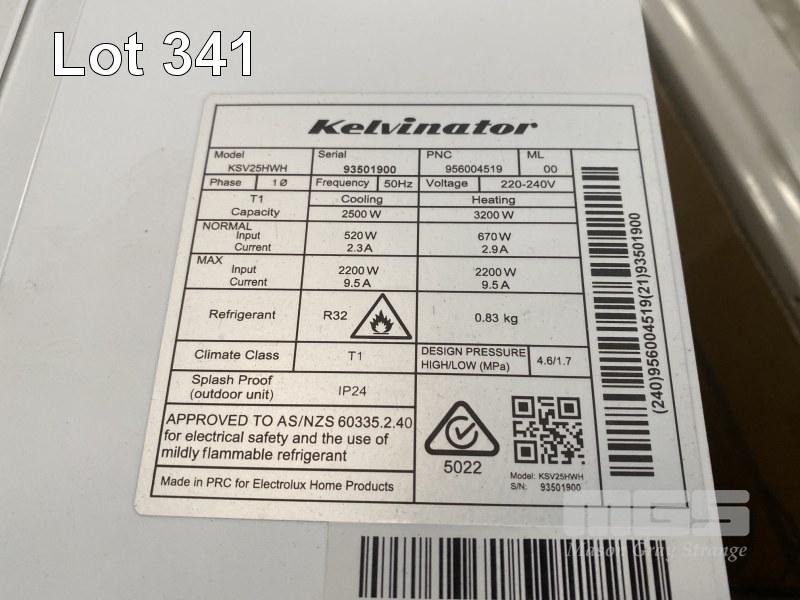 Lot 341
Kelvinator
Model KSV25HWH Serial 93501900 PNC 956004519 ML 00
Phase 1Ø Frequency 50Hz Voltage 220-240V
T1 Capacity Cooling 2500 W Heating 3200 W
NORMAL Input 520 W 670 W
Current 2.3 A 2.9 A
MAX Input 2200 W 2200 W
Current 9.5 A 9.5 A
Refrigerant R32 0.83 kg
Climate Class T1 DESIGN PRESSURE HIGH/LOW (MPa) 4.6/1.7
Splash Proof (outdoor unit) IP24
APPROVED TO AS/NZS 60335.2.40
for electrical safety and the use of
mildly flammable refrigerant
Made in PRC for Electrolux Home Products
5022
Model: KSV25HWH
S/N: 93501900
(240)956004519(21)93501900
MGS
Mason Gray Strange